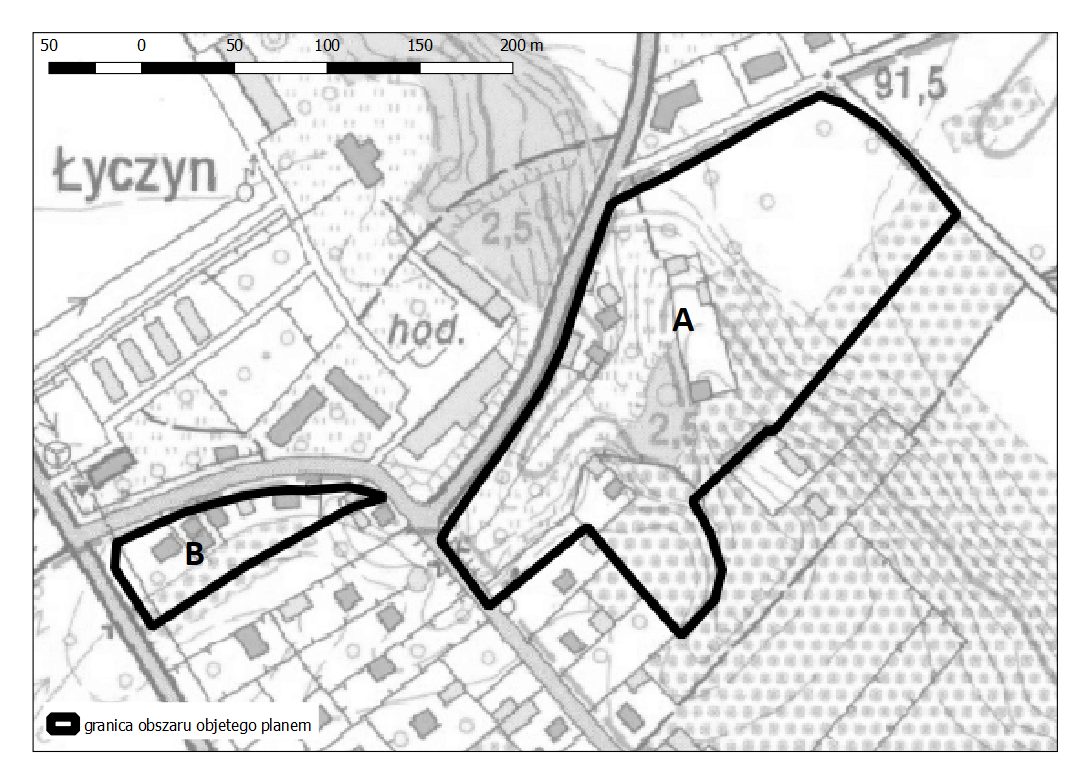 50 0 50 100 150 200 m
91,5
Łyczyn
2,5
A
hod.
2,5
B
granica obszaru objetego planem